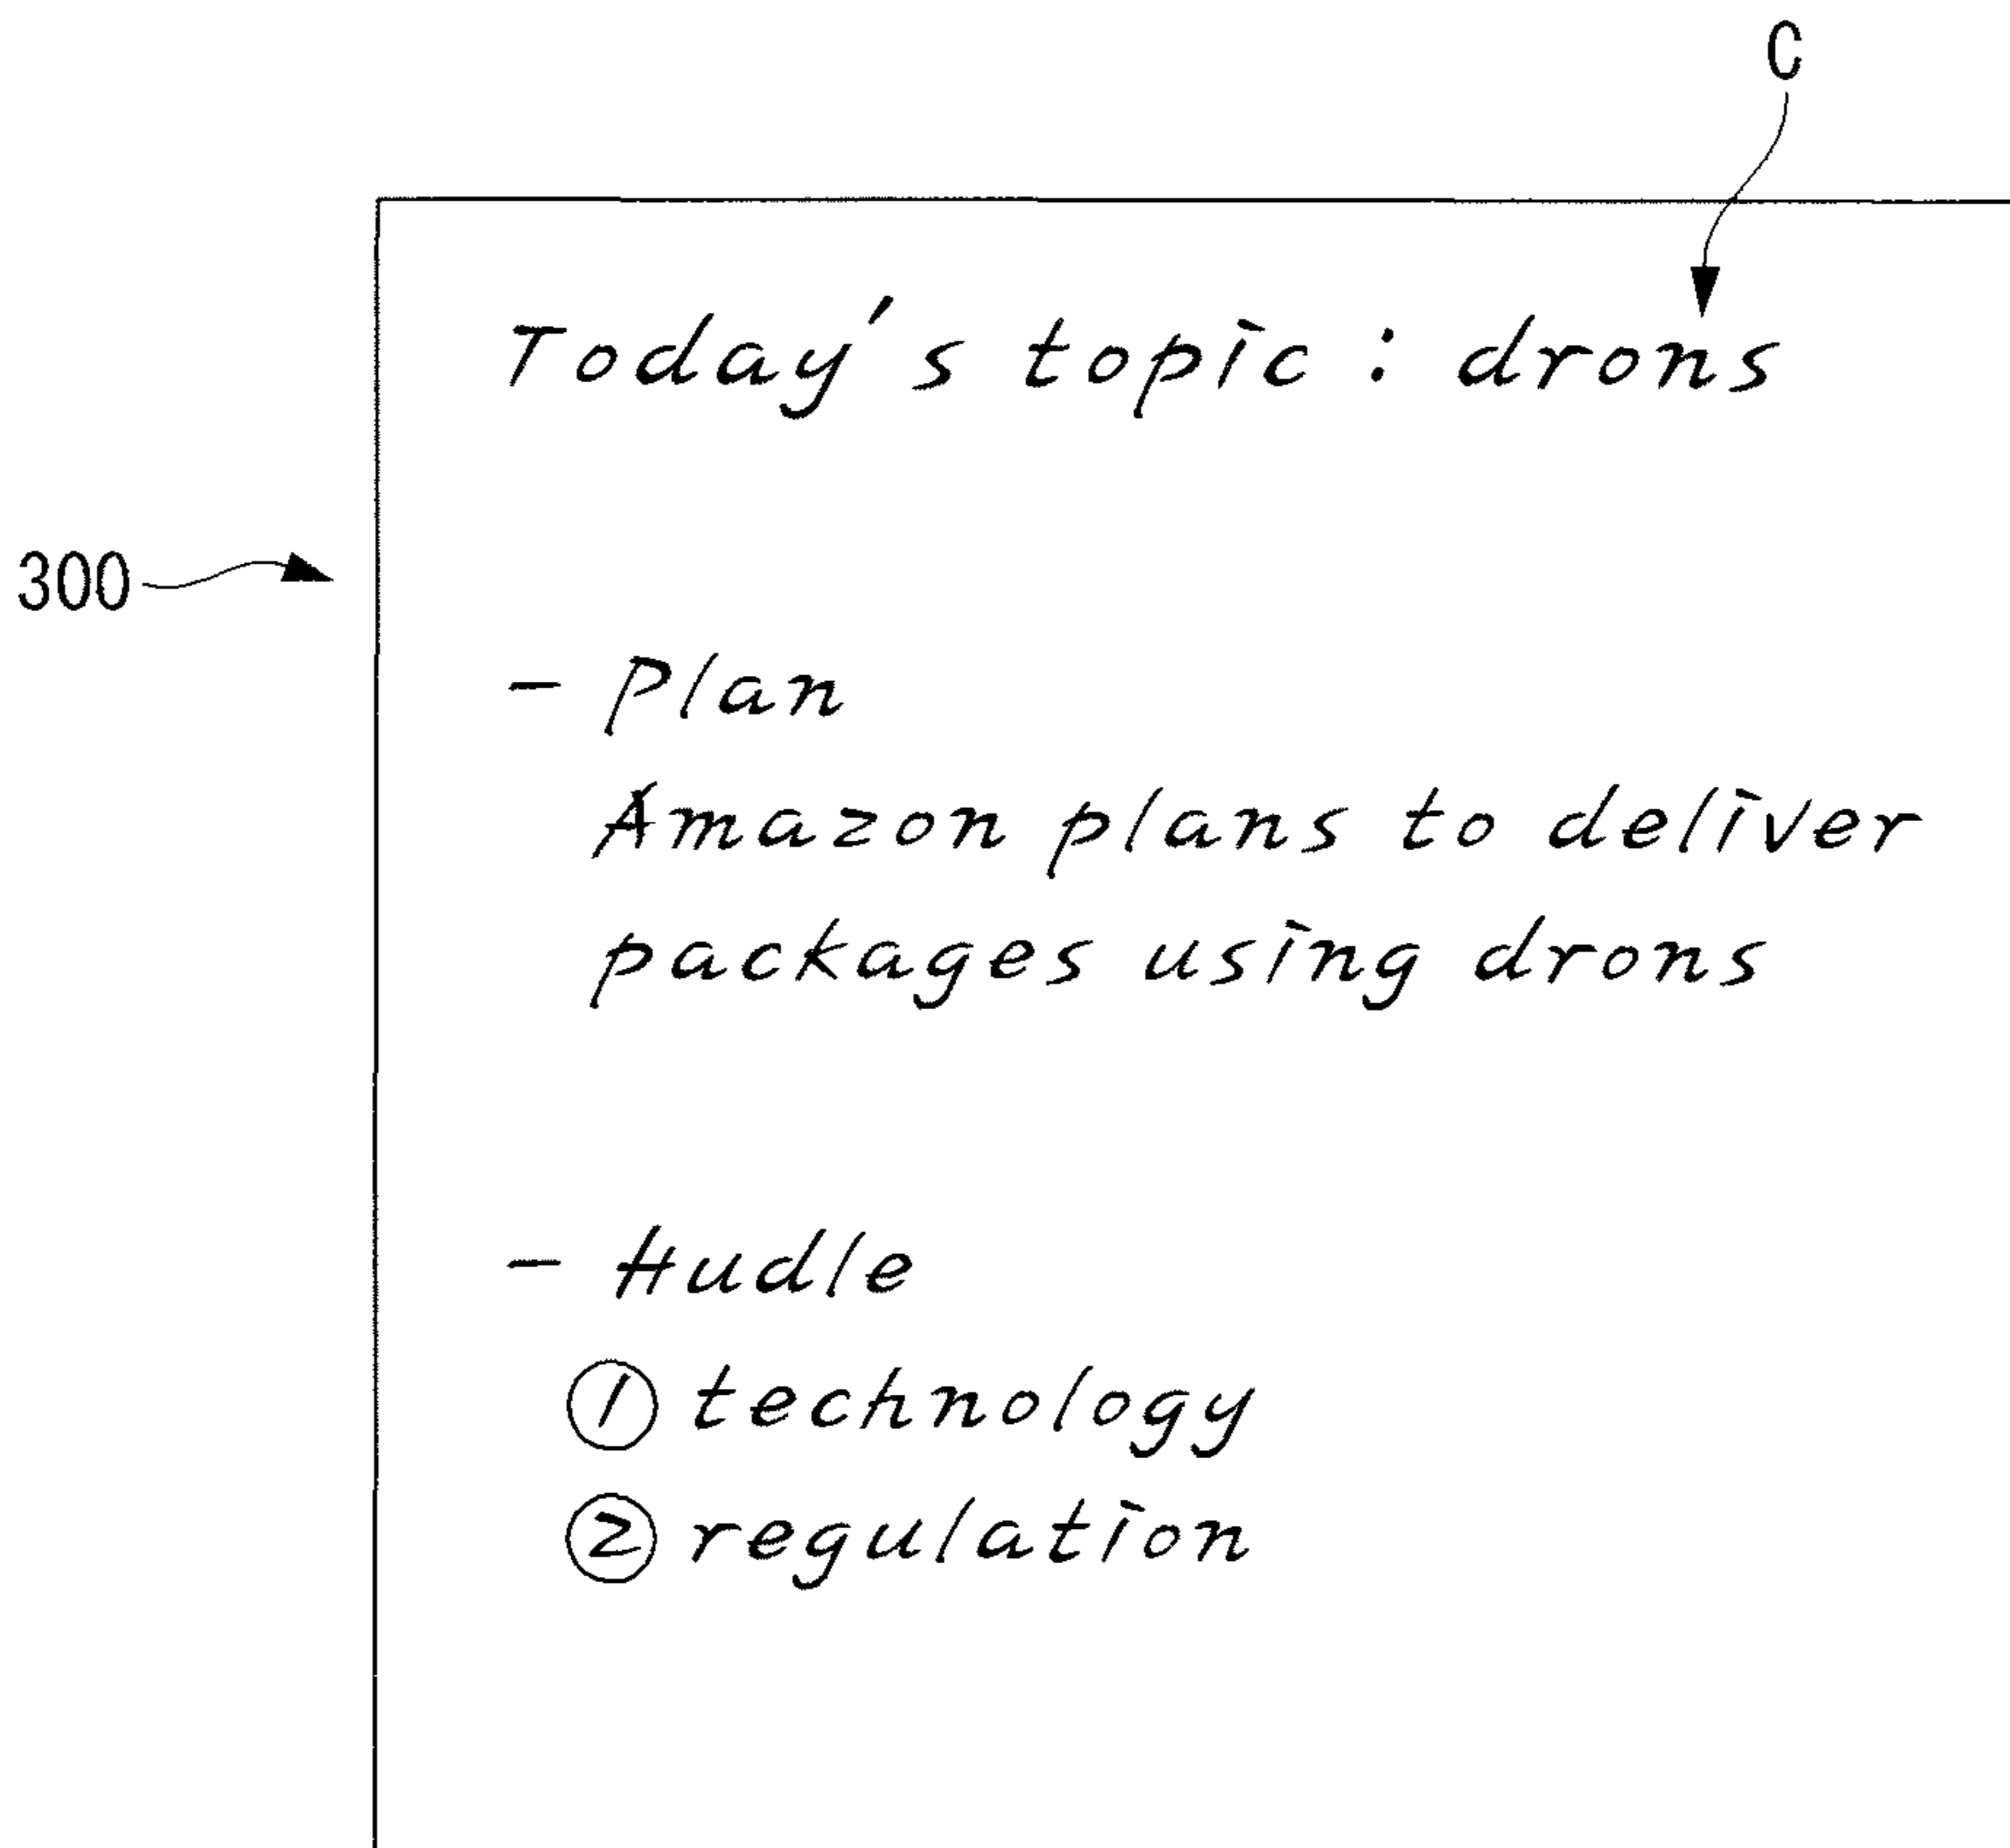 C
Today's topic : drons
300
- Plan
Amazon plans to deliver
packages using drons
- Hudle
① technology
② regulation